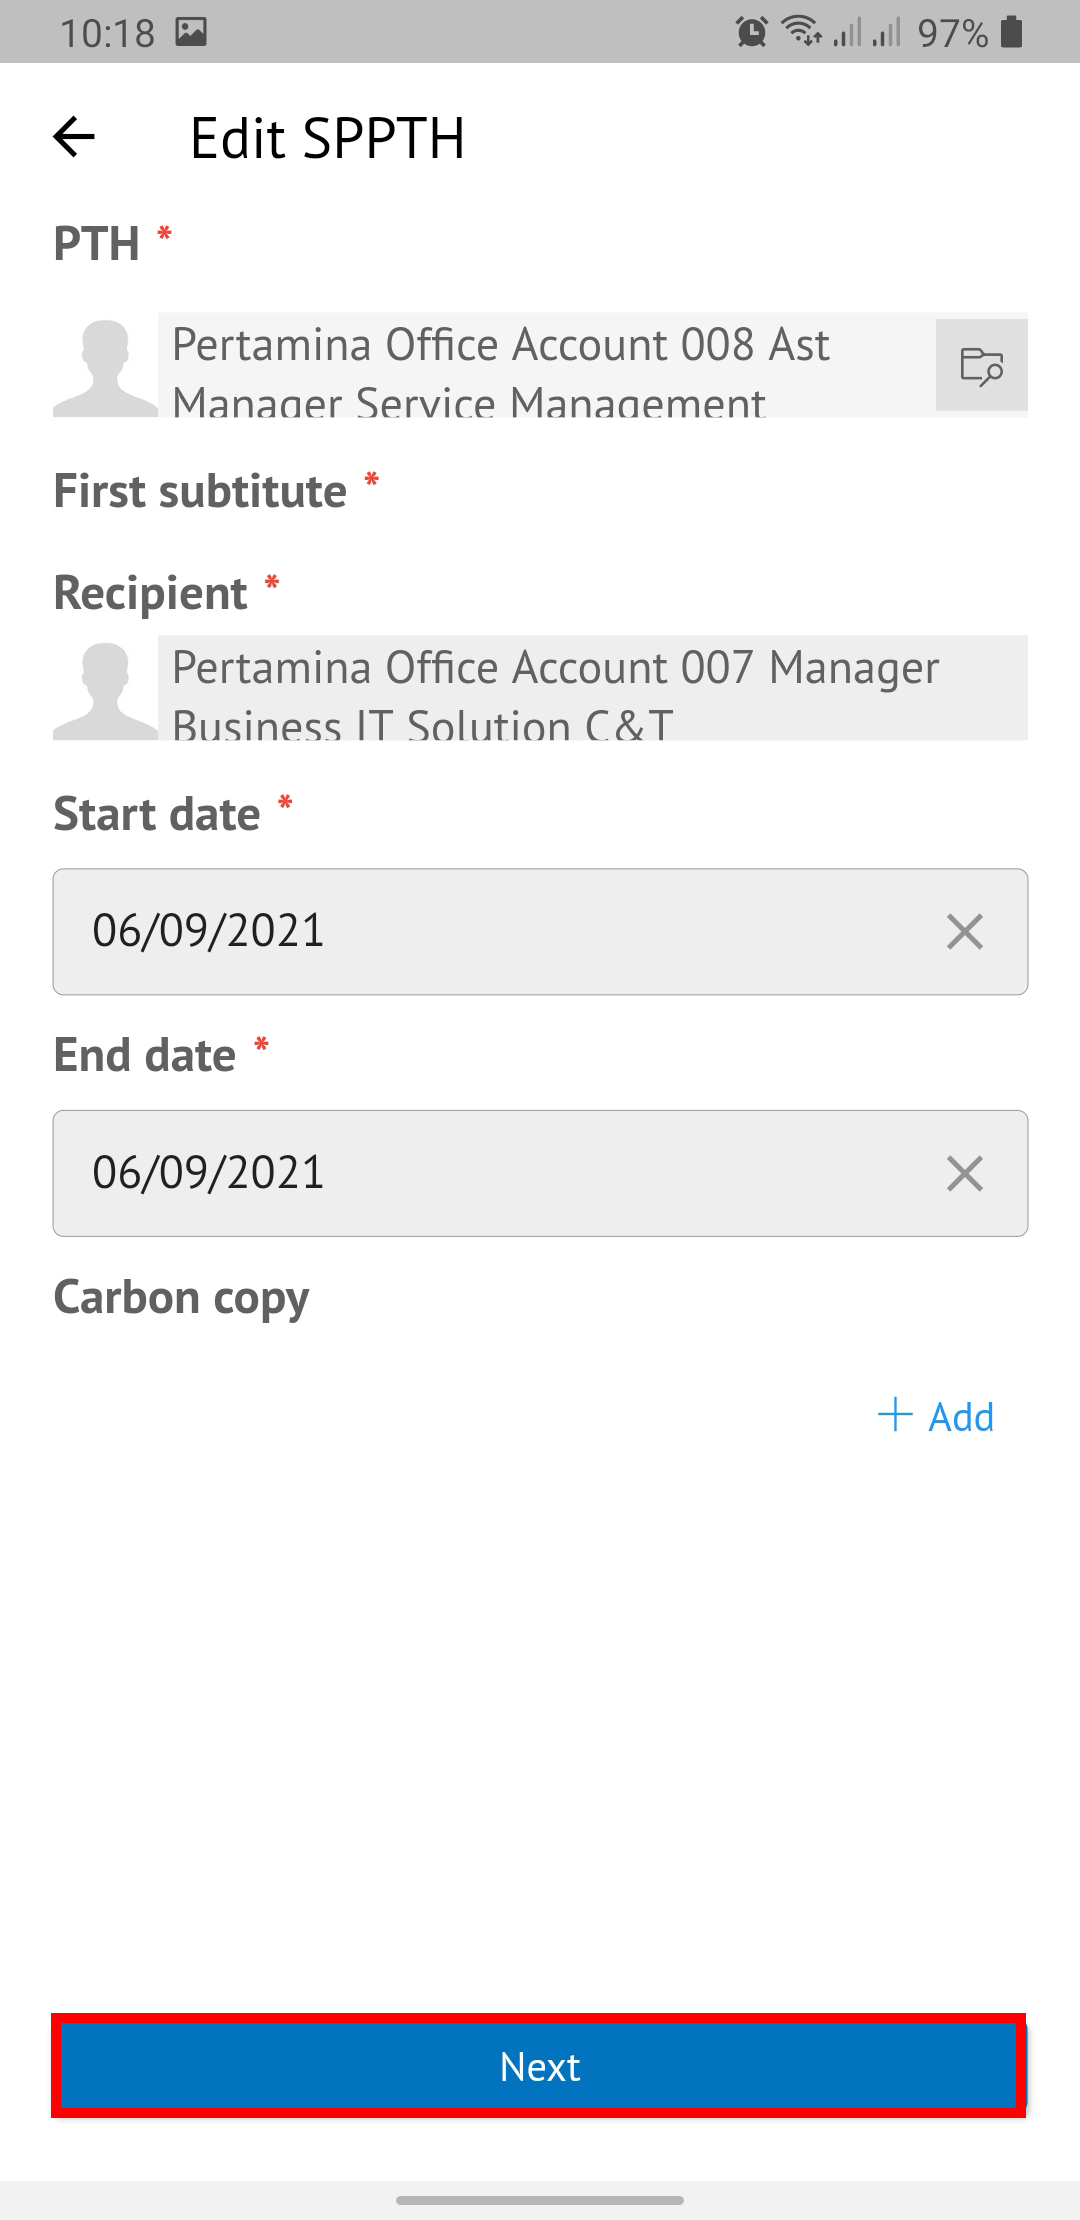 10:18 97%
Edit SPPTH
PTH *
Pertamina Office Account 008 Ast
Manager Service Management
First subtitute *
Recipient *
Pertamina Office Account 007 Manager
Business IT Solution C&T
Start date *
06/09/2021
End date *
06/09/2021
Carbon copy
+ Add
Next